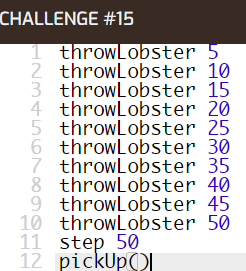 CHALLENGE #15
1 throwLobster 5
2 throwLobster 10
3 throwLobster 15
4 throwLobster 20
5 throwLobster 25
6 throwLobster 30
7 throwLobster 35
8 throwLobster 40
9 throwLobster 45
10 throwLobster 50
11 step 50
12 pickUp()